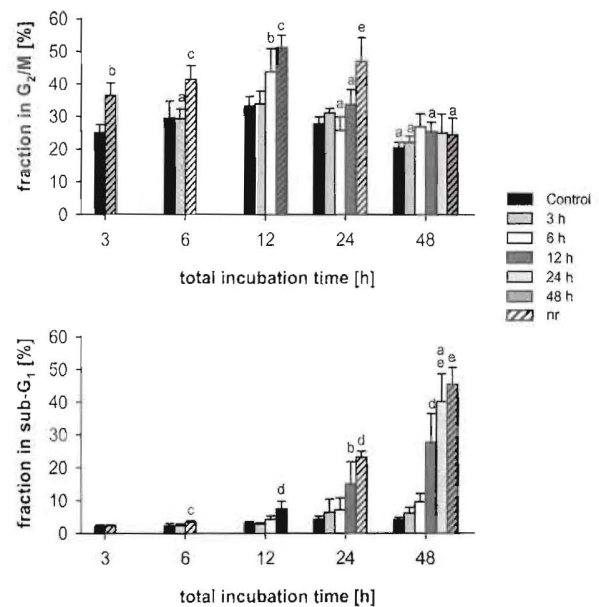 fraction in G₂/M [%]
60
50
40
30
20
10
0
b
a
c
b
c
a
a
e
a
a
a
a
3
6
12
24
48
total incubation time [h]
Control
3 h
6 h
12 h
24 h
48 h
nr
fraction in sub-G₁ [%]
60
50
40
30
20
10
0
c
d
b
d
d
a
e
e
3
6
12
24
48
total incubation time [h]